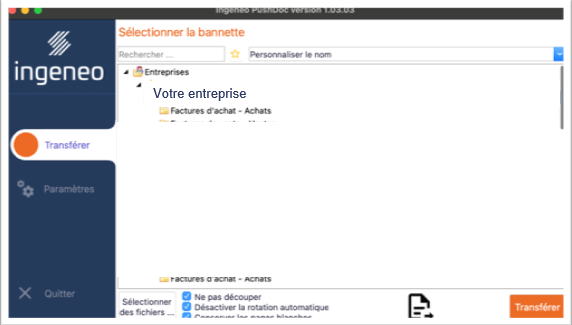 Ingeneo PushDoc version 1.03.03
ingeneo
Sélectionner la bannette
Rechercher ...
Personnaliser le nom
Entreprises
Votre entreprise
Factures d'achat - Achats
Transférer
Paramètres
Factures d'achat - Achats
Quitter
Sélectionner
des fichiers ...
Ne pas découper
Désactiver la rotation automatique
Conserver les pages blanches
Transférer